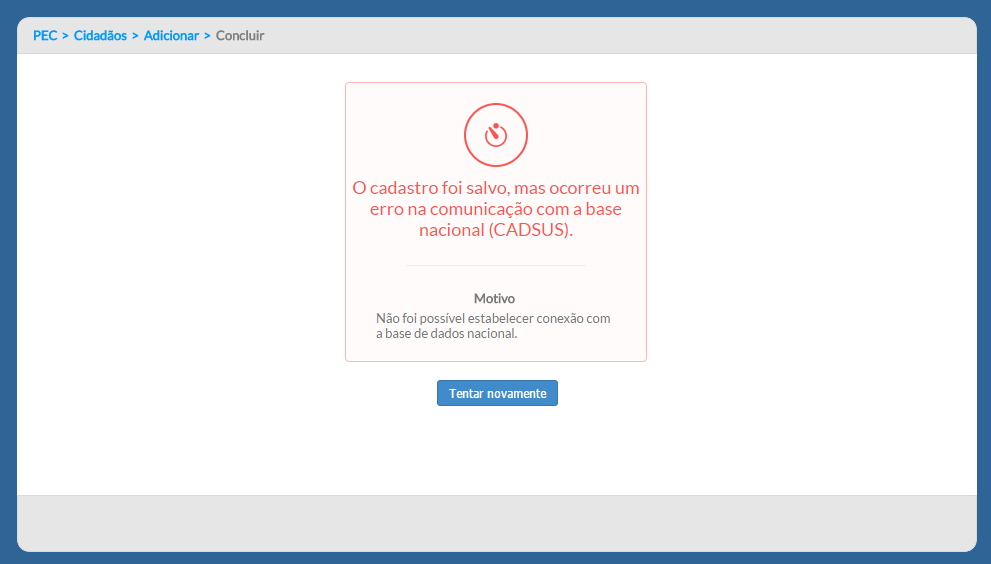 PEC > Cidadãos > Adicionar > Concluir
O cadastro foi salvo, mas ocorreu um
erro na comunicação com a base
nacional (CADSUS).
Motivo
Não foi possível estabelecer conexão com
a base de dados nacional.
Tentar novamente